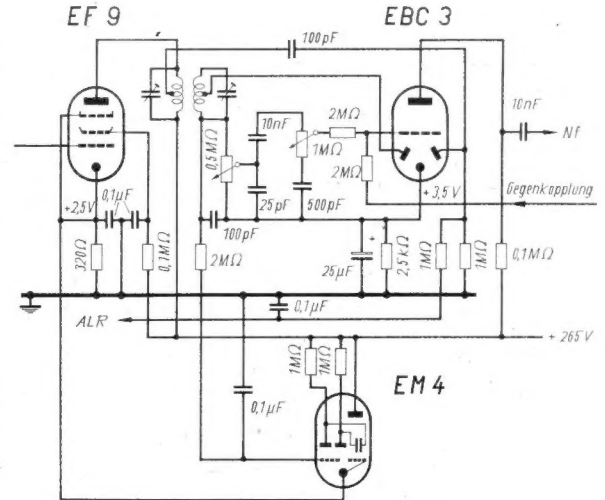 EF 9
EBC 3
100pF
10nF
Nf
2MΩ
1MΩ
10nF
0,5MΩ
2MΩ
25pF
500pF
+3,5V
Gegenkopplung
+2,5V
0,1µF
100pF
320Ω
0,1MΩ
2MΩ
+
25µF
2,5kΩ
1MΩ
1MΩ
0,1MΩ
ALR
0,1µF
+ 265V
1MΩ
1MΩ
0,1µF
EM 4